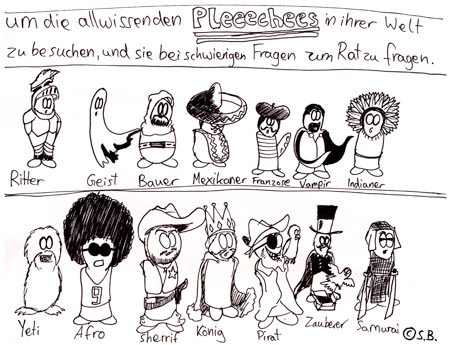 um die allwissenden PLeeechees in ihrer Welt
zu besuchen, und sie bei schwierigen Fragen zum Rat zu fragen.
Ritter Geist Bauer Mexikaner Franzose Vampir Indianer
9
Yeti Afro Sherrif König Pirat Zauberer Samurai
©S.B.